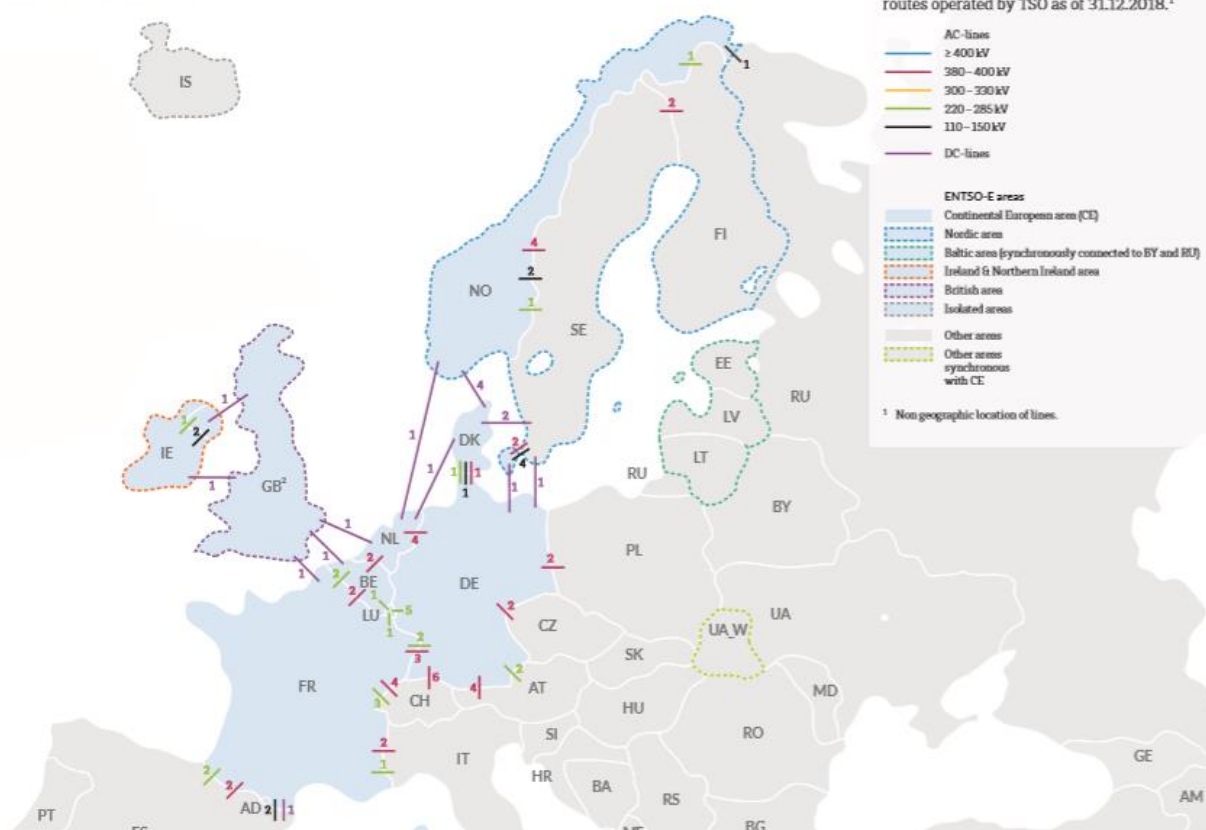 routes operated by TSO as of 31.12.2018.¹
AC-lines
≥ 400 kV
380 – 400 kV
300 – 330 kV
220 – 285 kV
110 – 150 kV
DC-lines
ENTSO-E areas
Continental European area (CE)
Nordic area
Baltic area (synchronously connected to BY and RU)
Ireland & Northern Ireland area
British area
Isolated areas
Other areas
Other areas
synchronous
with CE
¹ Non geographic location of lines.
IS
1
1
2
FI
4
2
1
NO
SE
EE
RU
4
1
LV
2
DK
1
2
IE
2
4
LT
1
1
1
1
1
1
RU
GB²
1
BY
1
NL
4
PL
1
2
2
DE
1
2
BE
2
1
5
2
UA
LU
1
CZ
UA_W
2
3
SK
FR
4
6
4
2
AT
MD
3
CH
HU
2
SI
RO
1
IT
GE
HR
2
BA
2
RS
AM
PT
AD
2
1
ES
ME
BG